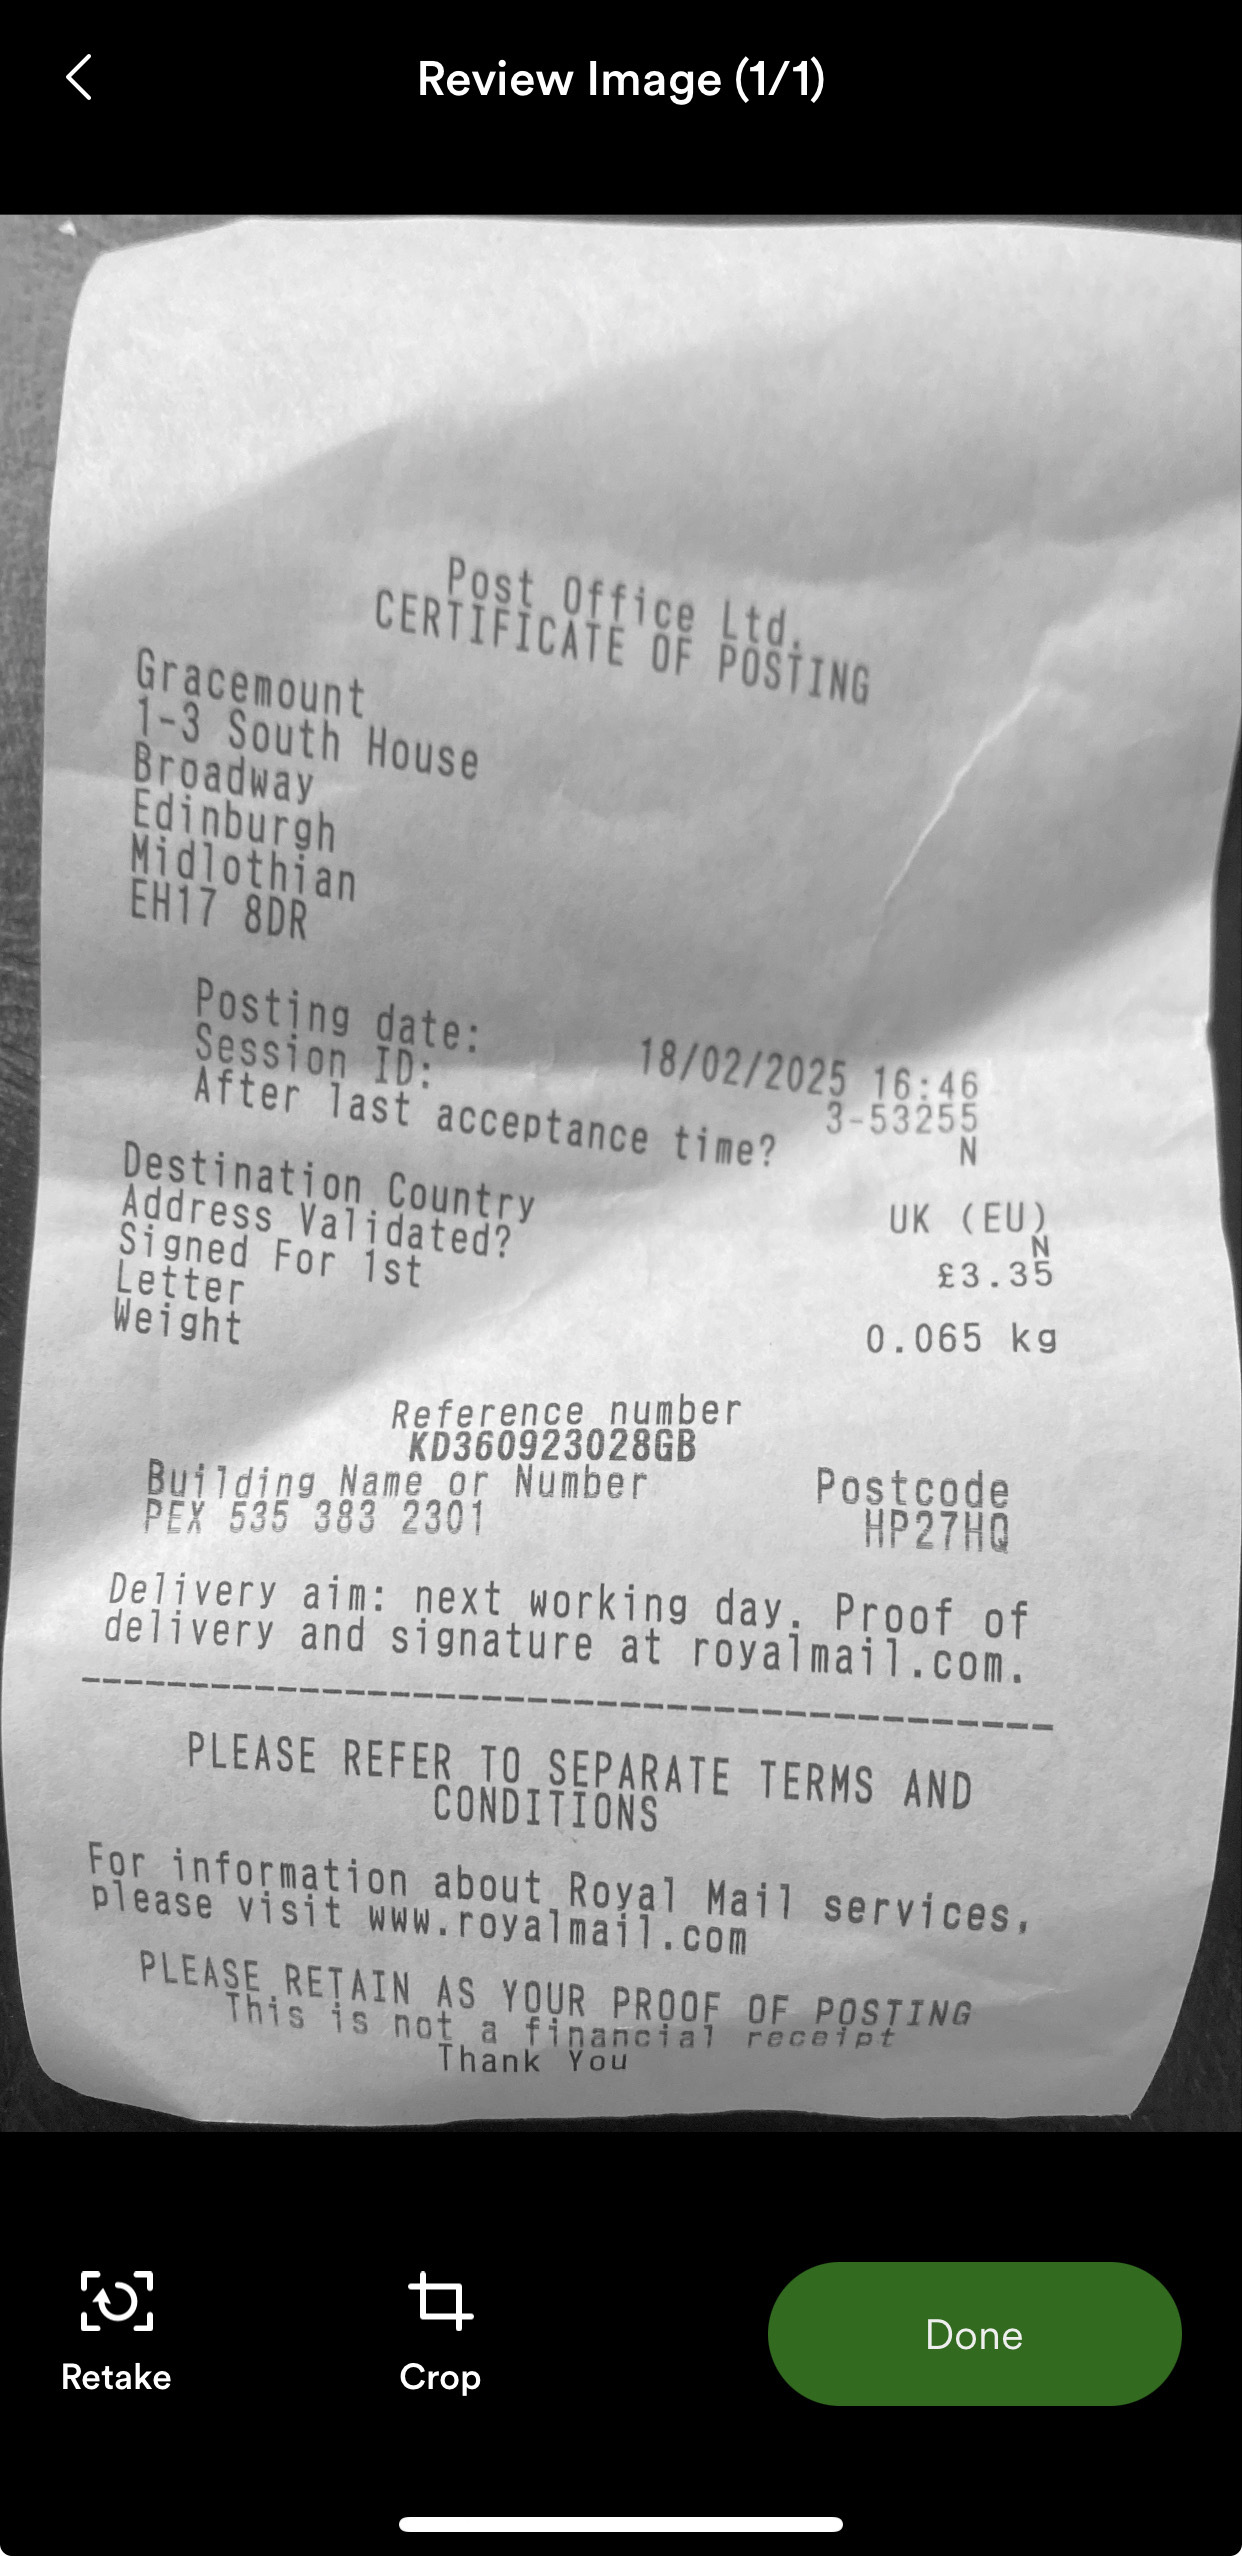 Review Image (1/1)
Post Office Ltd.
CERTIFICATE OF POSTING
Gracemount
1-3 South House
Broadway
Edinburgh
Midlothian
EH17 8DR
Posting date: 18/02/2025 16:46
Session ID: 3-53255
After last acceptance time? N
Destination Country UK (EU)
Address Validated? N
Signed For 1st £3.35
Letter
Weight 0.065 kg
Reference number
KD360923028GB
Building Name or Number Postcode
PEX 535 383 2301 HP27HQ
Delivery aim: next working day. Proof of
delivery and signature at royalmail.com.
----------------------------------------
PLEASE REFER TO SEPARATE TERMS AND
CONDITIONS
For information about Royal Mail services,
please visit www.royalmail.com
PLEASE RETAIN AS YOUR PROOF OF POSTING
This is not a financial receipt
Thank You
Retake Crop Done